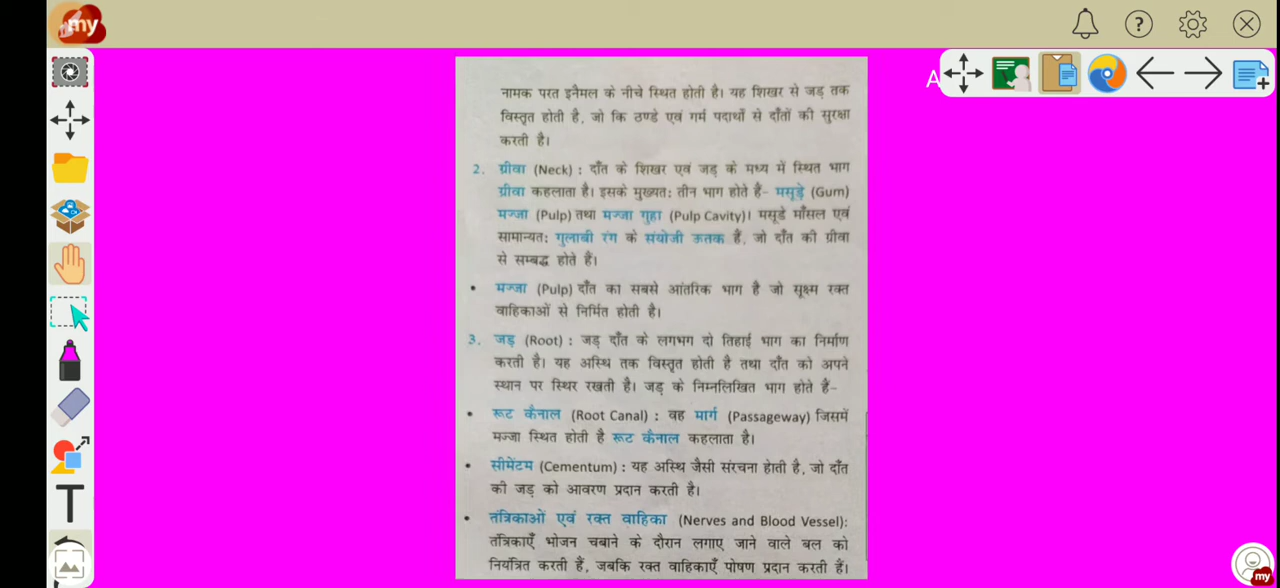 my
A
नामक परत इनैमल के नीचे स्थित होती है। यह शिखर से जड़ तक
विस्तृत होती है, जो कि ठण्डे एवं गर्म पदार्थों से दाँतों की सुरक्षा
करती है।
2. ग्रीवा (Neck) : दाँत के शिखर एवं जड़ के मध्य में स्थित भाग
ग्रीवा कहलाता है। इसके मुख्यत: तीन भाग होते हैं- मसूड़े (Gum)
मज्जा (Pulp) तथा मज्जा गुहा (Pulp Cavity)। मसूडे माँसल एवं
सामान्यत: गुलाबी रंग के संयोजी ऊतक हैं, जो दाँत की ग्रीवा
से सम्बद्ध होते हैं।
• मज्जा (Pulp) दाँत का सबसे आंतरिक भाग है जो सूक्ष्म रक्त
वाहिकाओं से निर्मित होती है।
3. जड़ (Root) : जड़ दाँत के लगभग दो तिहाई भाग का निर्माण
करती है। यह अस्थि तक विस्तृत होती है तथा दाँत को अपने
स्थान पर स्थिर रखती है। जड़ के निम्नलिखित भाग होते हैं-
• रूट कैनाल (Root Canal) : वह मार्ग (Passageway) जिसमें
मज्जा स्थित होती है रूट कैनाल कहलाता है।
• सीमेंटम (Cementum) : यह अस्थि जैसी संरचना होती है, जो दाँत
की जड़ को आवरण प्रदान करती है।
• तंत्रिकाओं एवं रक्त वाहिका (Nerves and Blood Vessel):
तंत्रिकाएँ भोजन चबाने के दौरान लगाए जाने वाले बल को
नियंत्रित करती हैं, जबकि रक्त वाहिकाएँ पोषण प्रदान करती हैं।
T
my